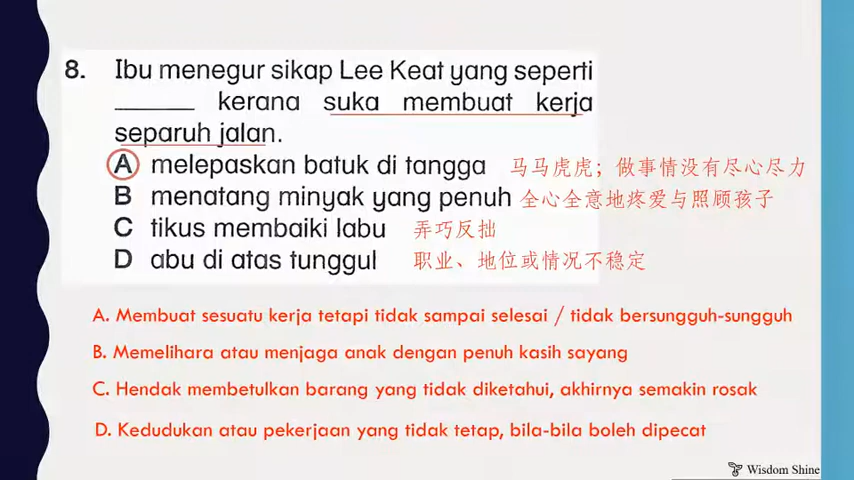 8. Ibu menegur sikap Lee Keat yang seperti
______ kerana suka membuat kerja
separuh jalan.
A melepaskan batuk di tangga 马马虎虎；做事情没有尽心尽力
B menatang minyak yang penuh 全心全意地疼爱与照顾孩子
C tikus membaiki labu 弄巧反拙
D abu di atas tunggul 职业、地位或情况不稳定
A. Membuat sesuatu kerja tetapi tidak sampai selesai / tidak bersungguh-sungguh
B. Memelihara atau menjaga anak dengan penuh kasih sayang
C. Hendak membetulkan barang yang tidak diketahui, akhirnya semakin rosak
D. Kedudukan atau pekerjaan yang tidak tetap, bila-bila boleh dipecat
Wisdom Shine